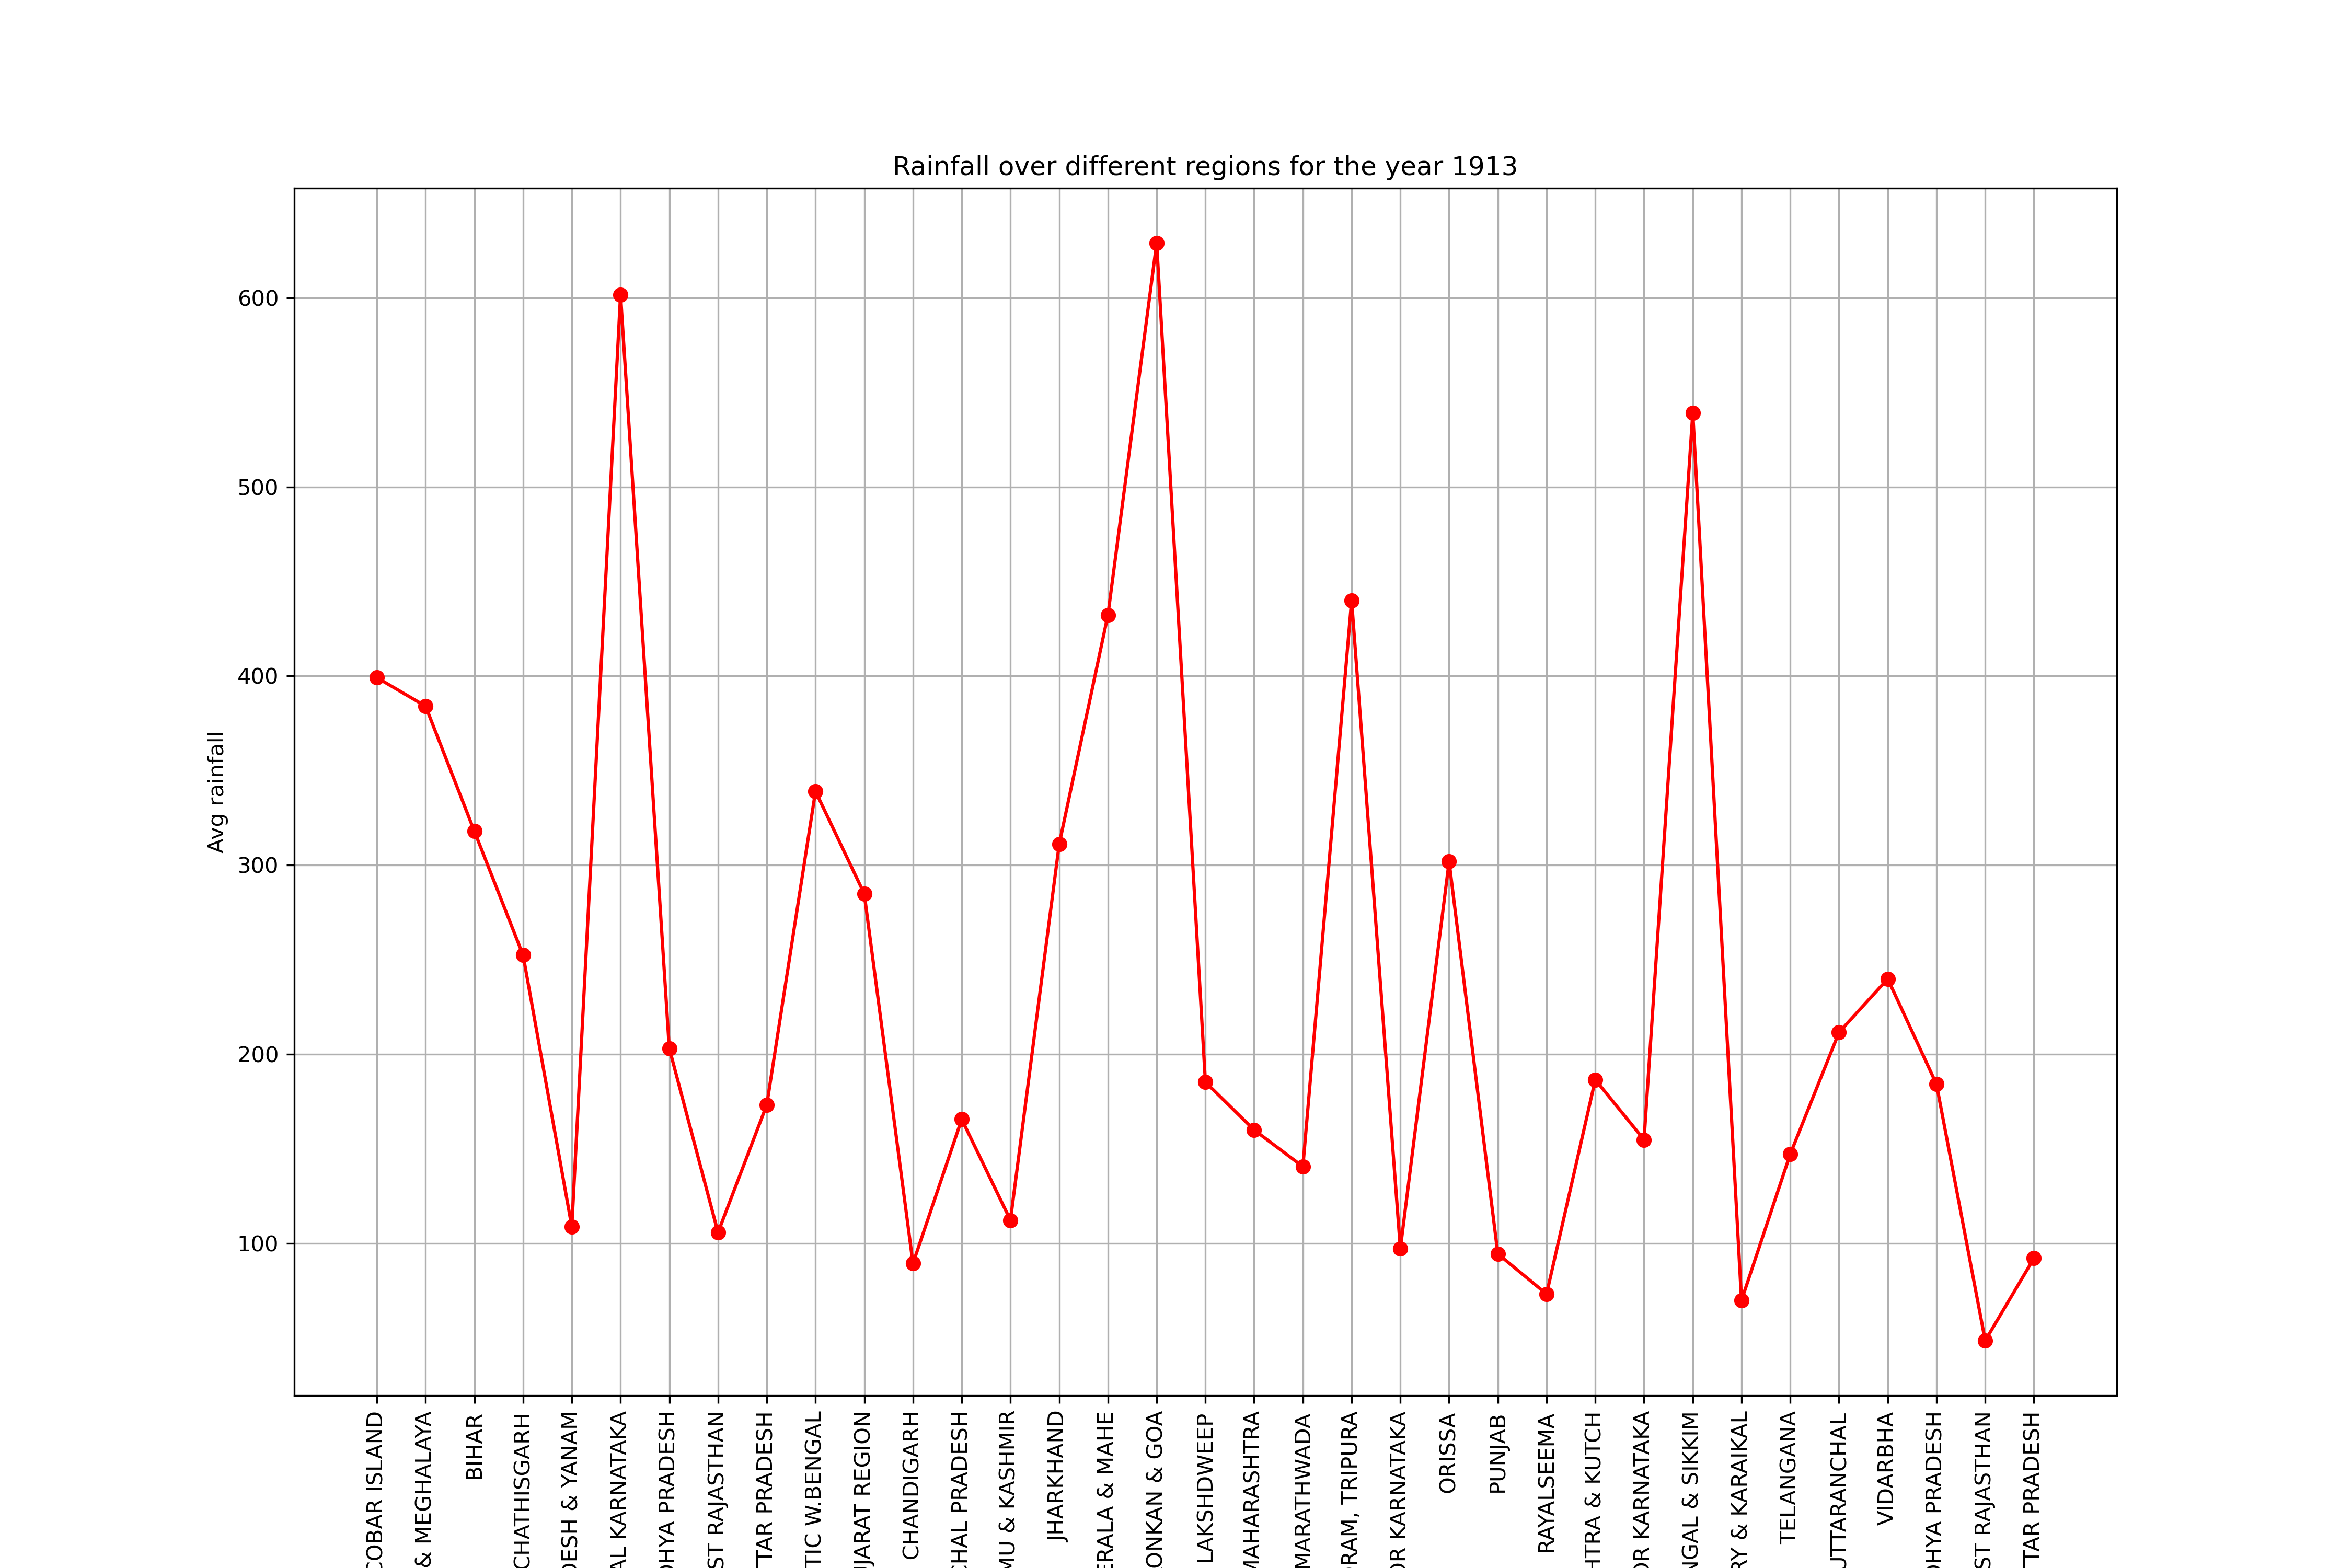 Rainfall over different regions for the year 1913
Avg rainfall
600
500
400
300
200
100
COBAR ISLAND
& MEGHALAYA
BIHAR
CHATHISGARH
DESH & YANAM
AL KARNATAKA
DHYA PRADESH
ST RAJASTHAN
TTAR PRADESH
TIC W.BENGAL
JARAT REGION
CHANDIGARH
CHAL PRADESH
MU & KASHMIR
JHARKHAND
ERALA & MAHE
ONKAN & GOA
LAKSHDWEEP
MAHARASHTRA
MARATHWADA
RAM, TRIPURA
OR KARNATAKA
ORISSA
PUNJAB
RAYALSEEMA
HTRA & KUTCH
OR KARNATAKA
NGAL & SIKKIM
RY & KARAIKAL
TELANGANA
UTTARANCHAL
VIDARBHA
DHYA PRADESH
ST RAJASTHAN
TTAR PRADESH